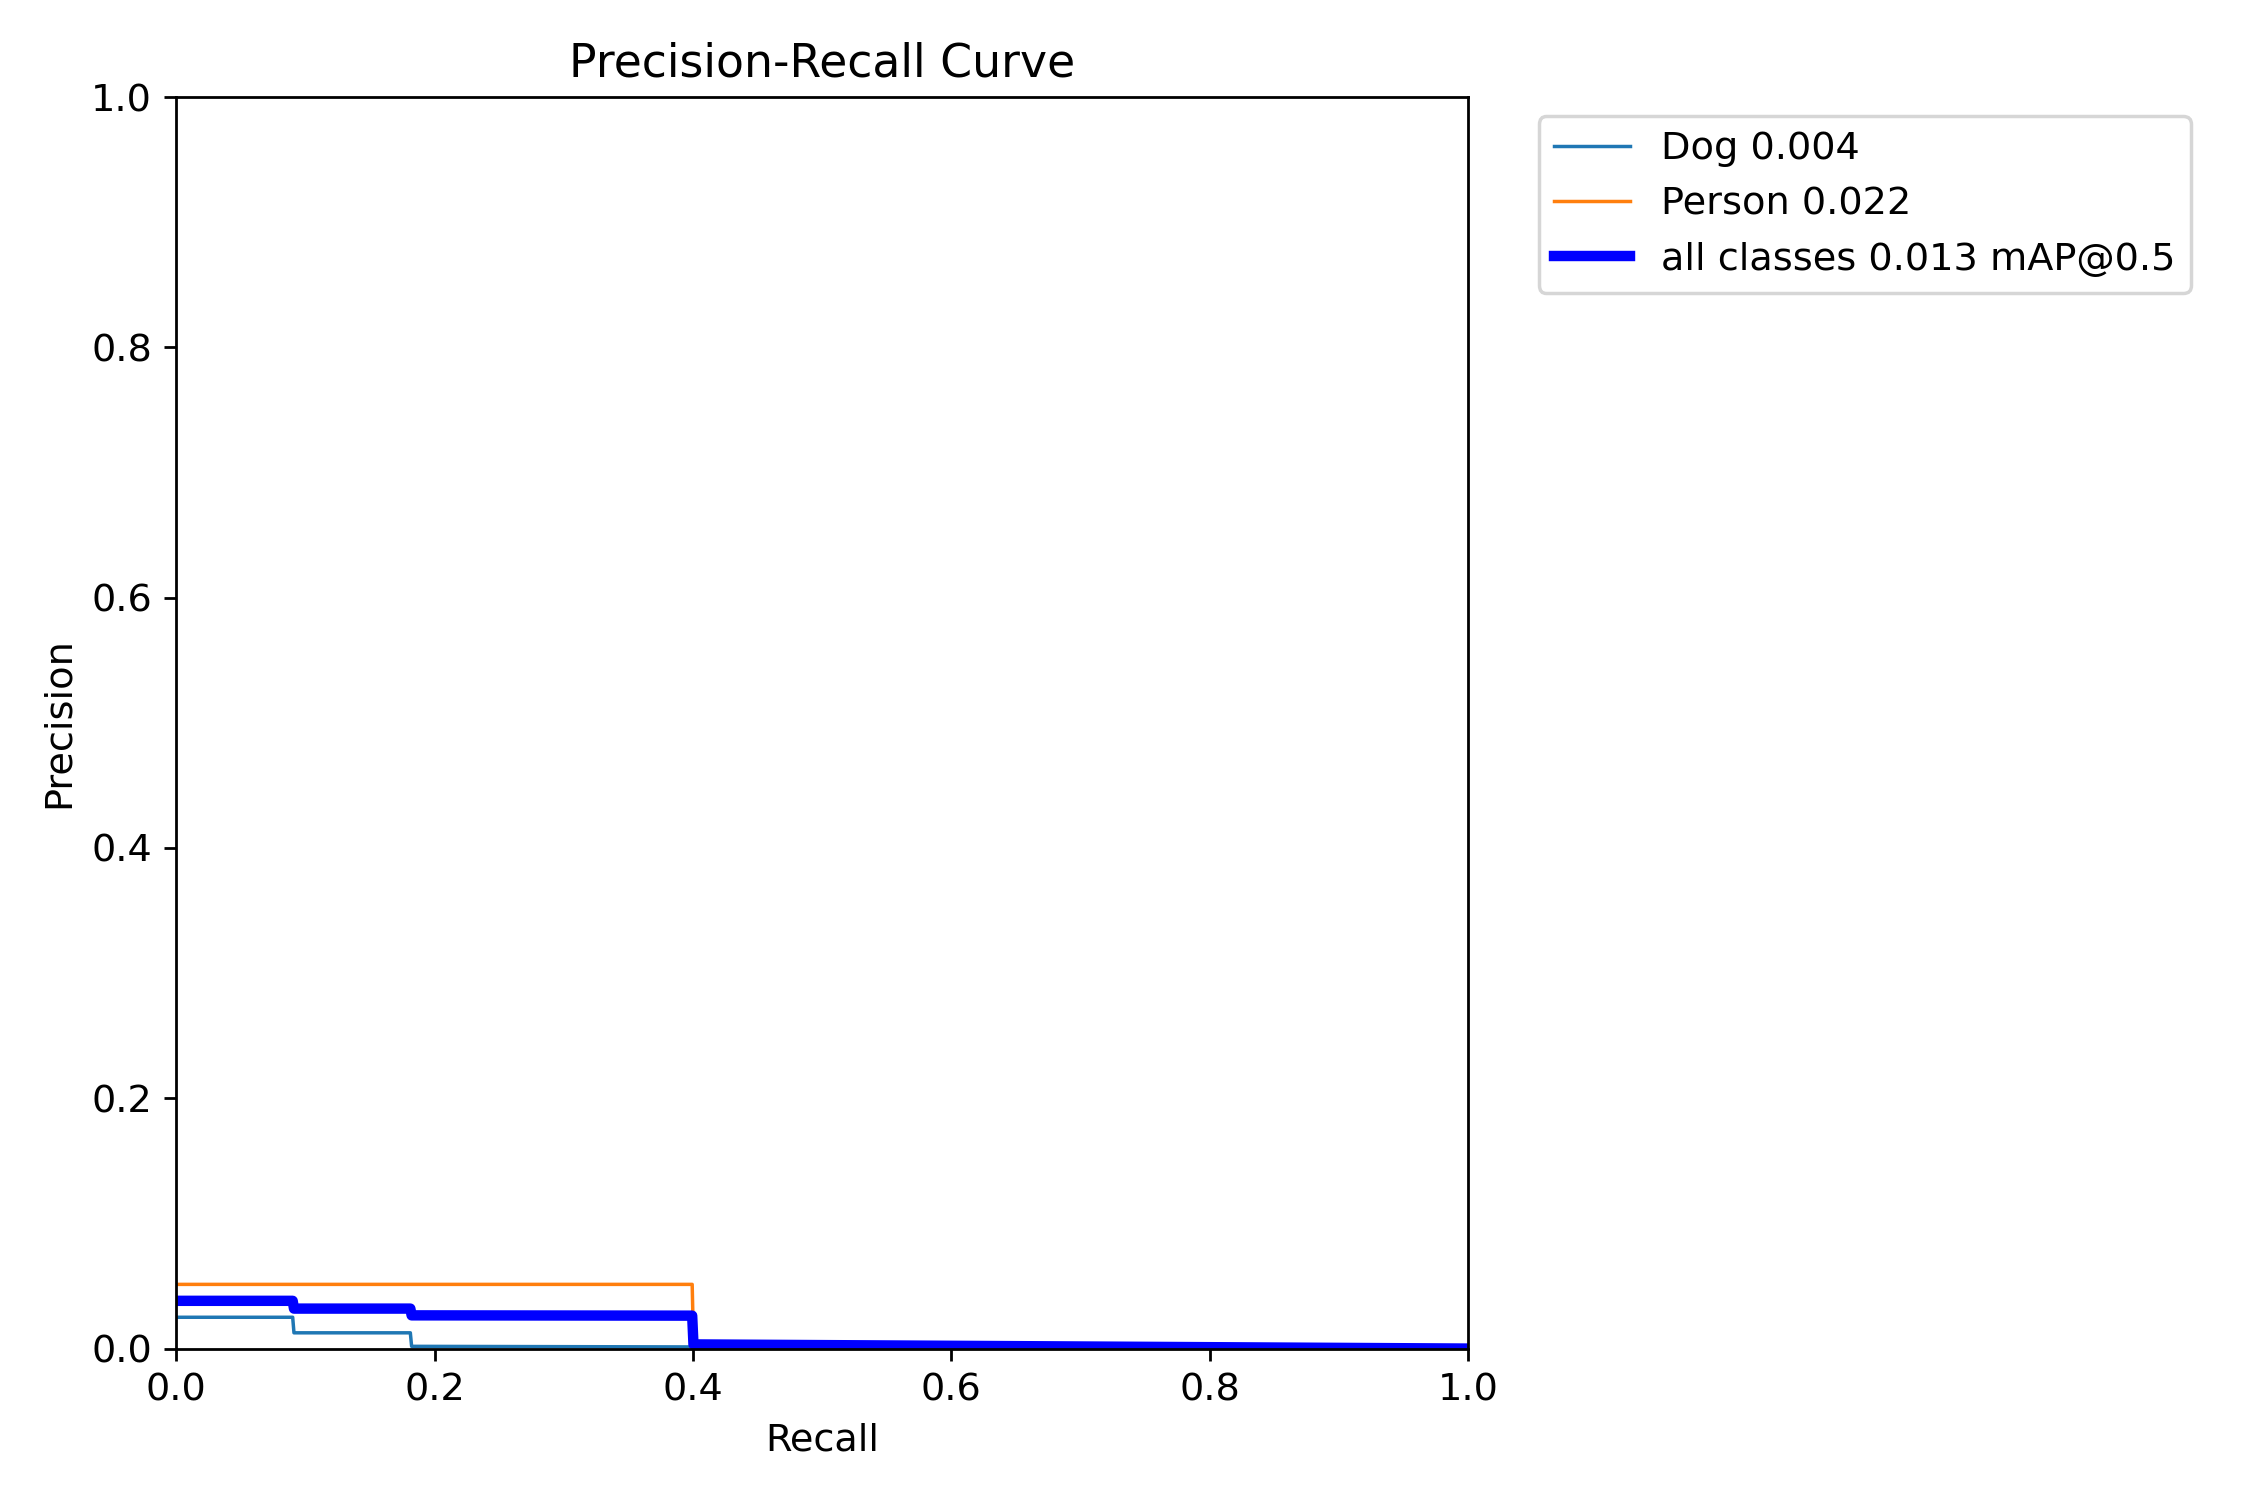 Precision-Recall Curve
1.0
0.8
0.6
0.4
0.2
0.0
Precision
0.0 0.2 0.4 0.6 0.8 1.0
Recall
Dog 0.004
Person 0.022
all classes 0.013 mAP@0.5